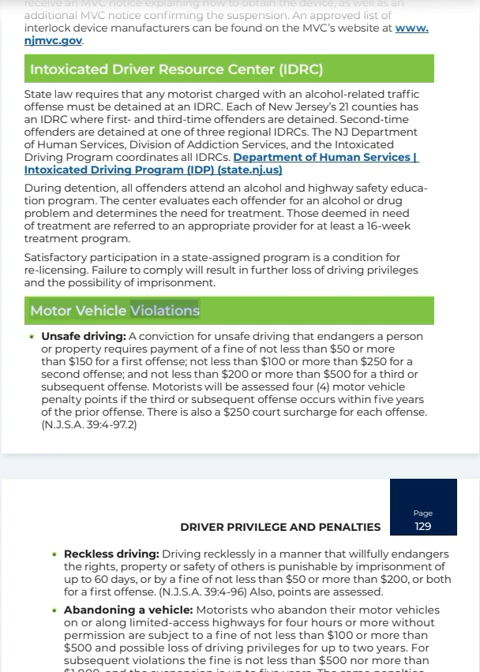 receive an MVC notice explaining how to obtain the device, as well as an
additional MVC notice confirming the suspension. An approved list of
interlock device manufacturers can be found on the MVC's website at www.
njmvc.gov.
Intoxicated Driver Resource Center (IDRC)
State law requires that any motorist charged with an alcohol-related traffic
offense must be detained at an IDRC. Each of New Jersey's 21 counties has
an IDRC where first- and third-time offenders are detained. Second-time
offenders are detained at one of three regional IDRCs. The NJ Department
of Human Services, Division of Addiction Services, and the Intoxicated
Driving Program coordinates all IDRCs. Department of Human Services |
Intoxicated Driving Program (IDP) (state.nj.us)
During detention, all offenders attend an alcohol and highway safety educa-
tion program. The center evaluates each offender for an alcohol or drug
problem and determines the need for treatment. Those deemed in need
of treatment are referred to an appropriate provider for at least a 16-week
treatment program.
Satisfactory participation in a state-assigned program is a condition for
re-licensing. Failure to comply will result in further loss of driving privileges
and the possibility of imprisonment.
Motor Vehicle Violations
• Unsafe driving: A conviction for unsafe driving that endangers a person
or property requires payment of a fine of not less than $50 or more
than $150 for a first offense; not less than $100 or more than $250 for a
second offense; and not less than $200 or more than $500 for a third or
subsequent offense. Motorists will be assessed four (4) motor vehicle
penalty points if the third or subsequent offense occurs within five years
of the prior offense. There is also a $250 court surcharge for each offense.
(N.J.S.A. 39:4-97.2)
Page
DRIVER PRIVILEGE AND PENALTIES 129
• Reckless driving: Driving recklessly in a manner that willfully endangers
the rights, property or safety of others is punishable by imprisonment of
up to 60 days, or by a fine of not less than $50 or more than $200, or both
for a first offense. (N.J.S.A. 39:4-96) Also, points are assessed.
• Abandoning a vehicle: Motorists who abandon their motor vehicles
on or along limited-access highways for four hours or more without
permission are subject to a fine of not less than $100 or more than
$500 and possible loss of driving privileges for up to two years. For
subsequent violations the fine is not less than $500 nor more than